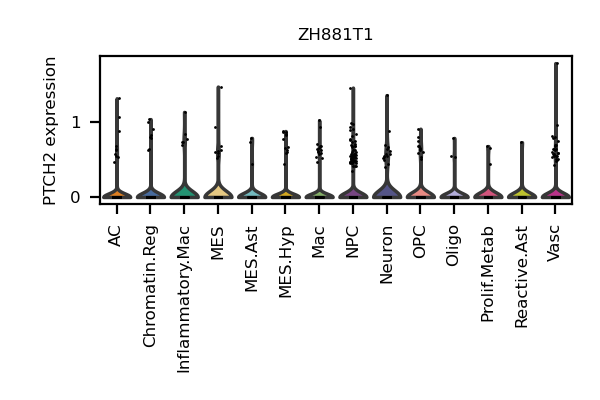 ZH881T1
PTCH2 expression
1
0
AC
Chromatin.Reg
Inflammatory.Mac
MES
MES.Ast
MES.Hyp
Mac
NPC
Neuron
OPC
Oligo
Prolif.Metab
Reactive.Ast
Vasc